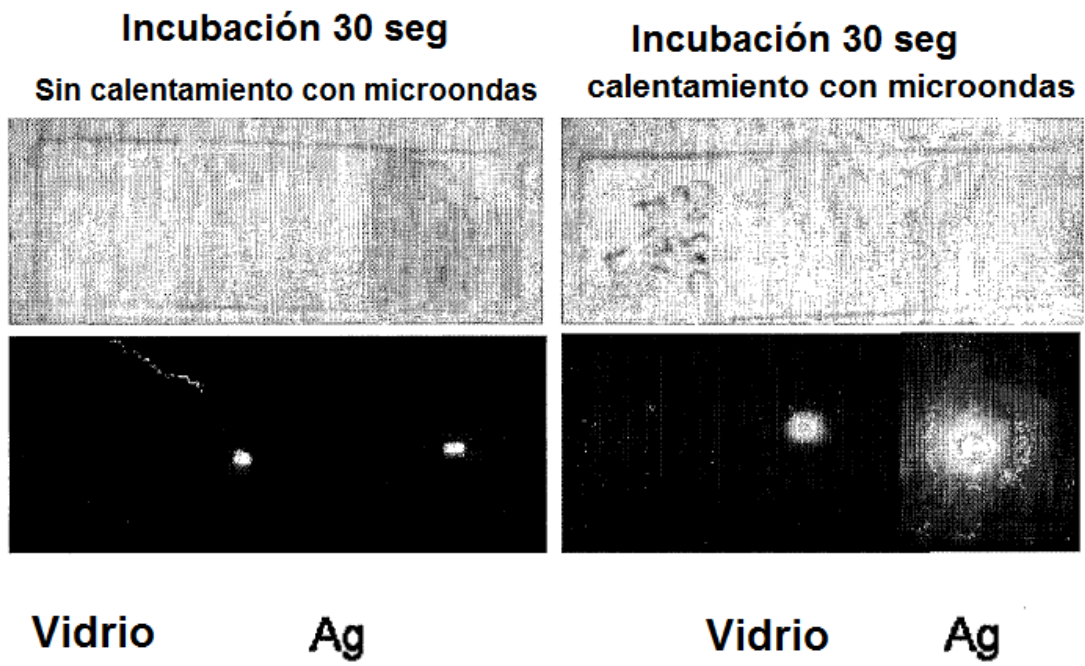 Incubación 30 seg
Sin calentamiento con microondas
Incubación 30 seg
calentamiento con microondas
Vidrio
Ag
Vidrio
Ag